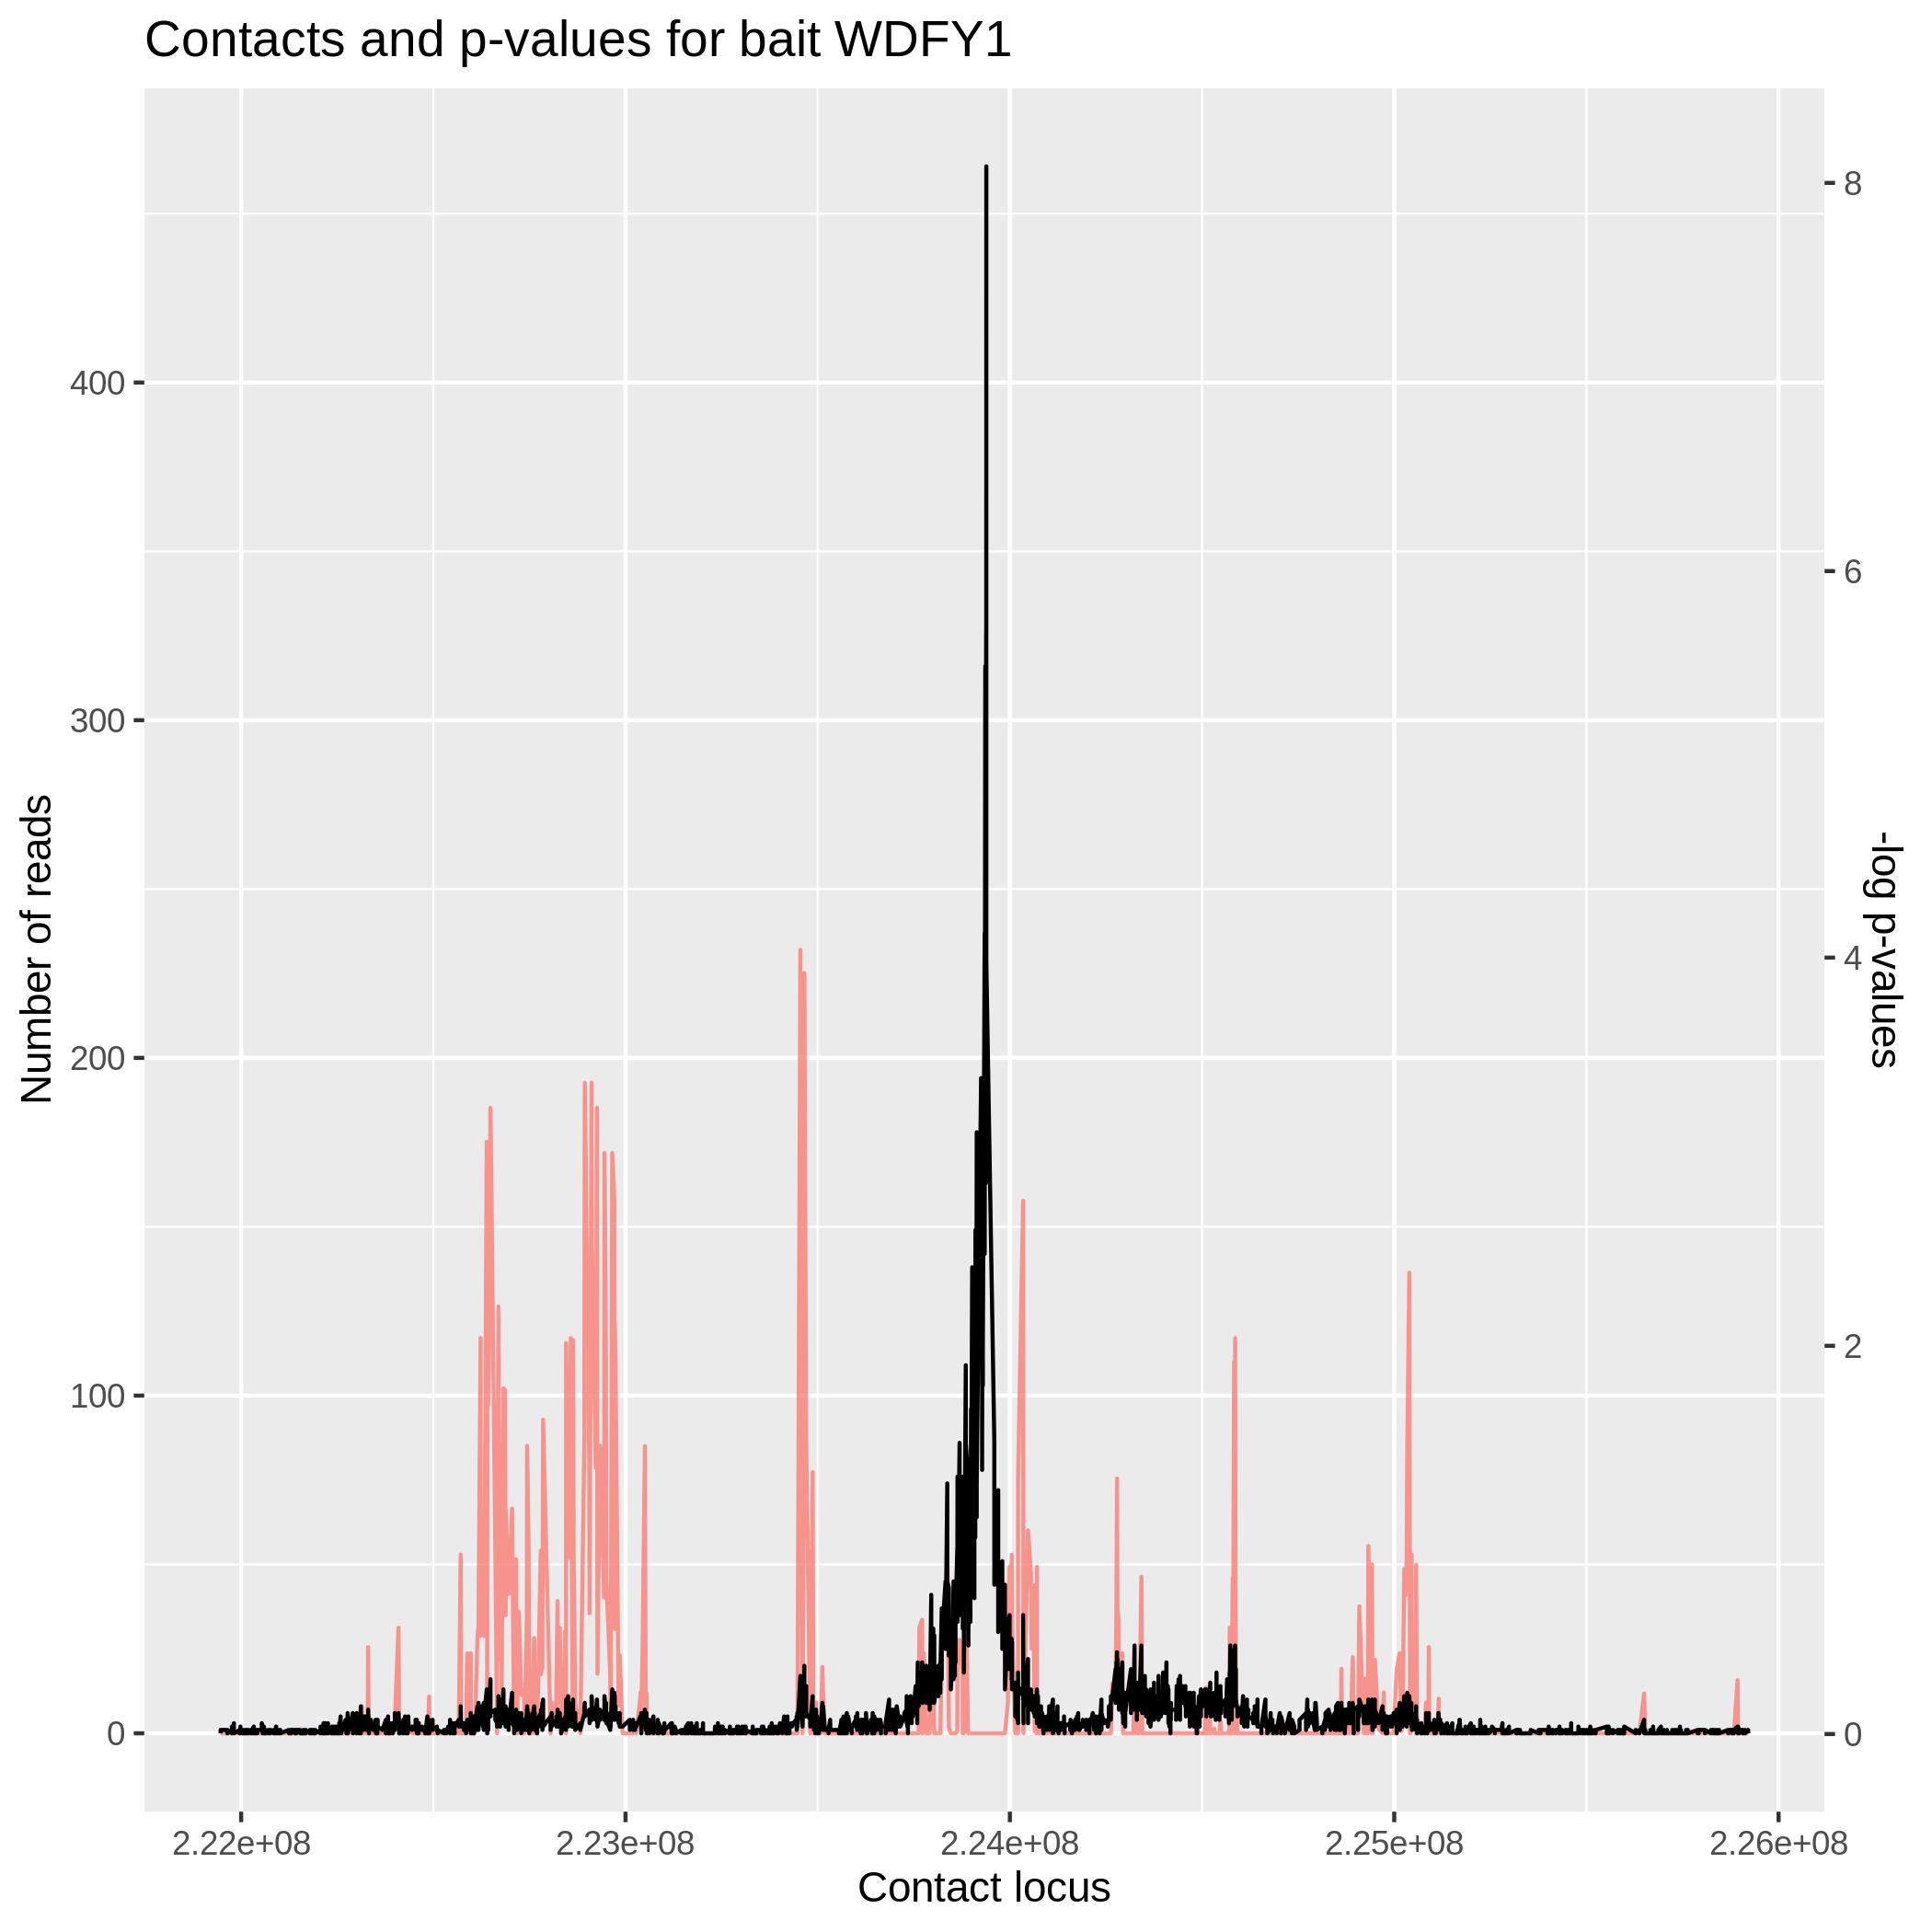 Contacts and p-values for bait WDFY1
400
300
200
100
0
Number of reads
8
6
4
2
0
-log p-values
2.22e+08
2.23e+08
2.24e+08
2.25e+08
2.26e+08
Contact locus